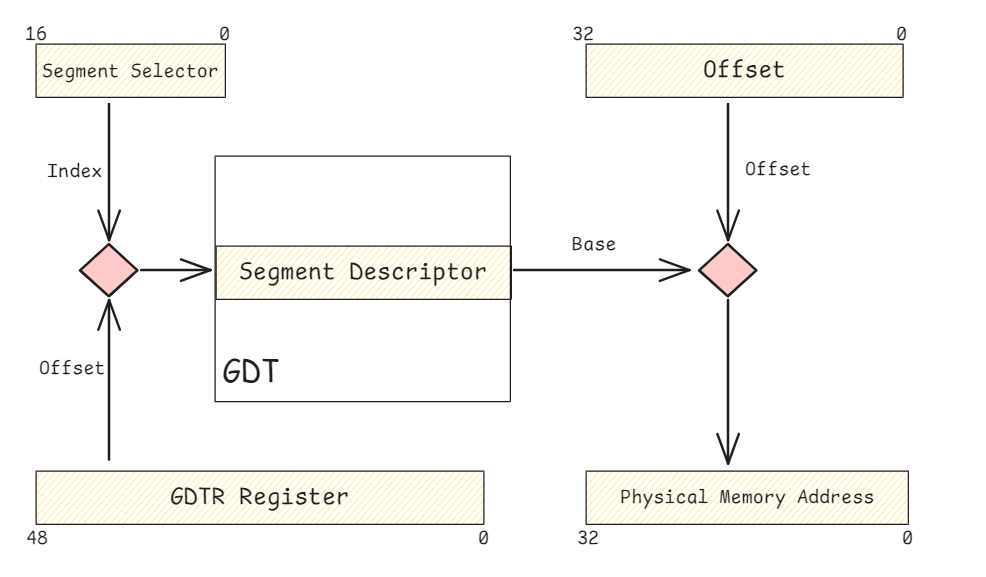 16 0
Segment Selector
32 0
Offset
Index
Offset
Segment Descriptor
Base
GDT
Offset
GDTR Register
48 0
Physical Memory Address
32 0